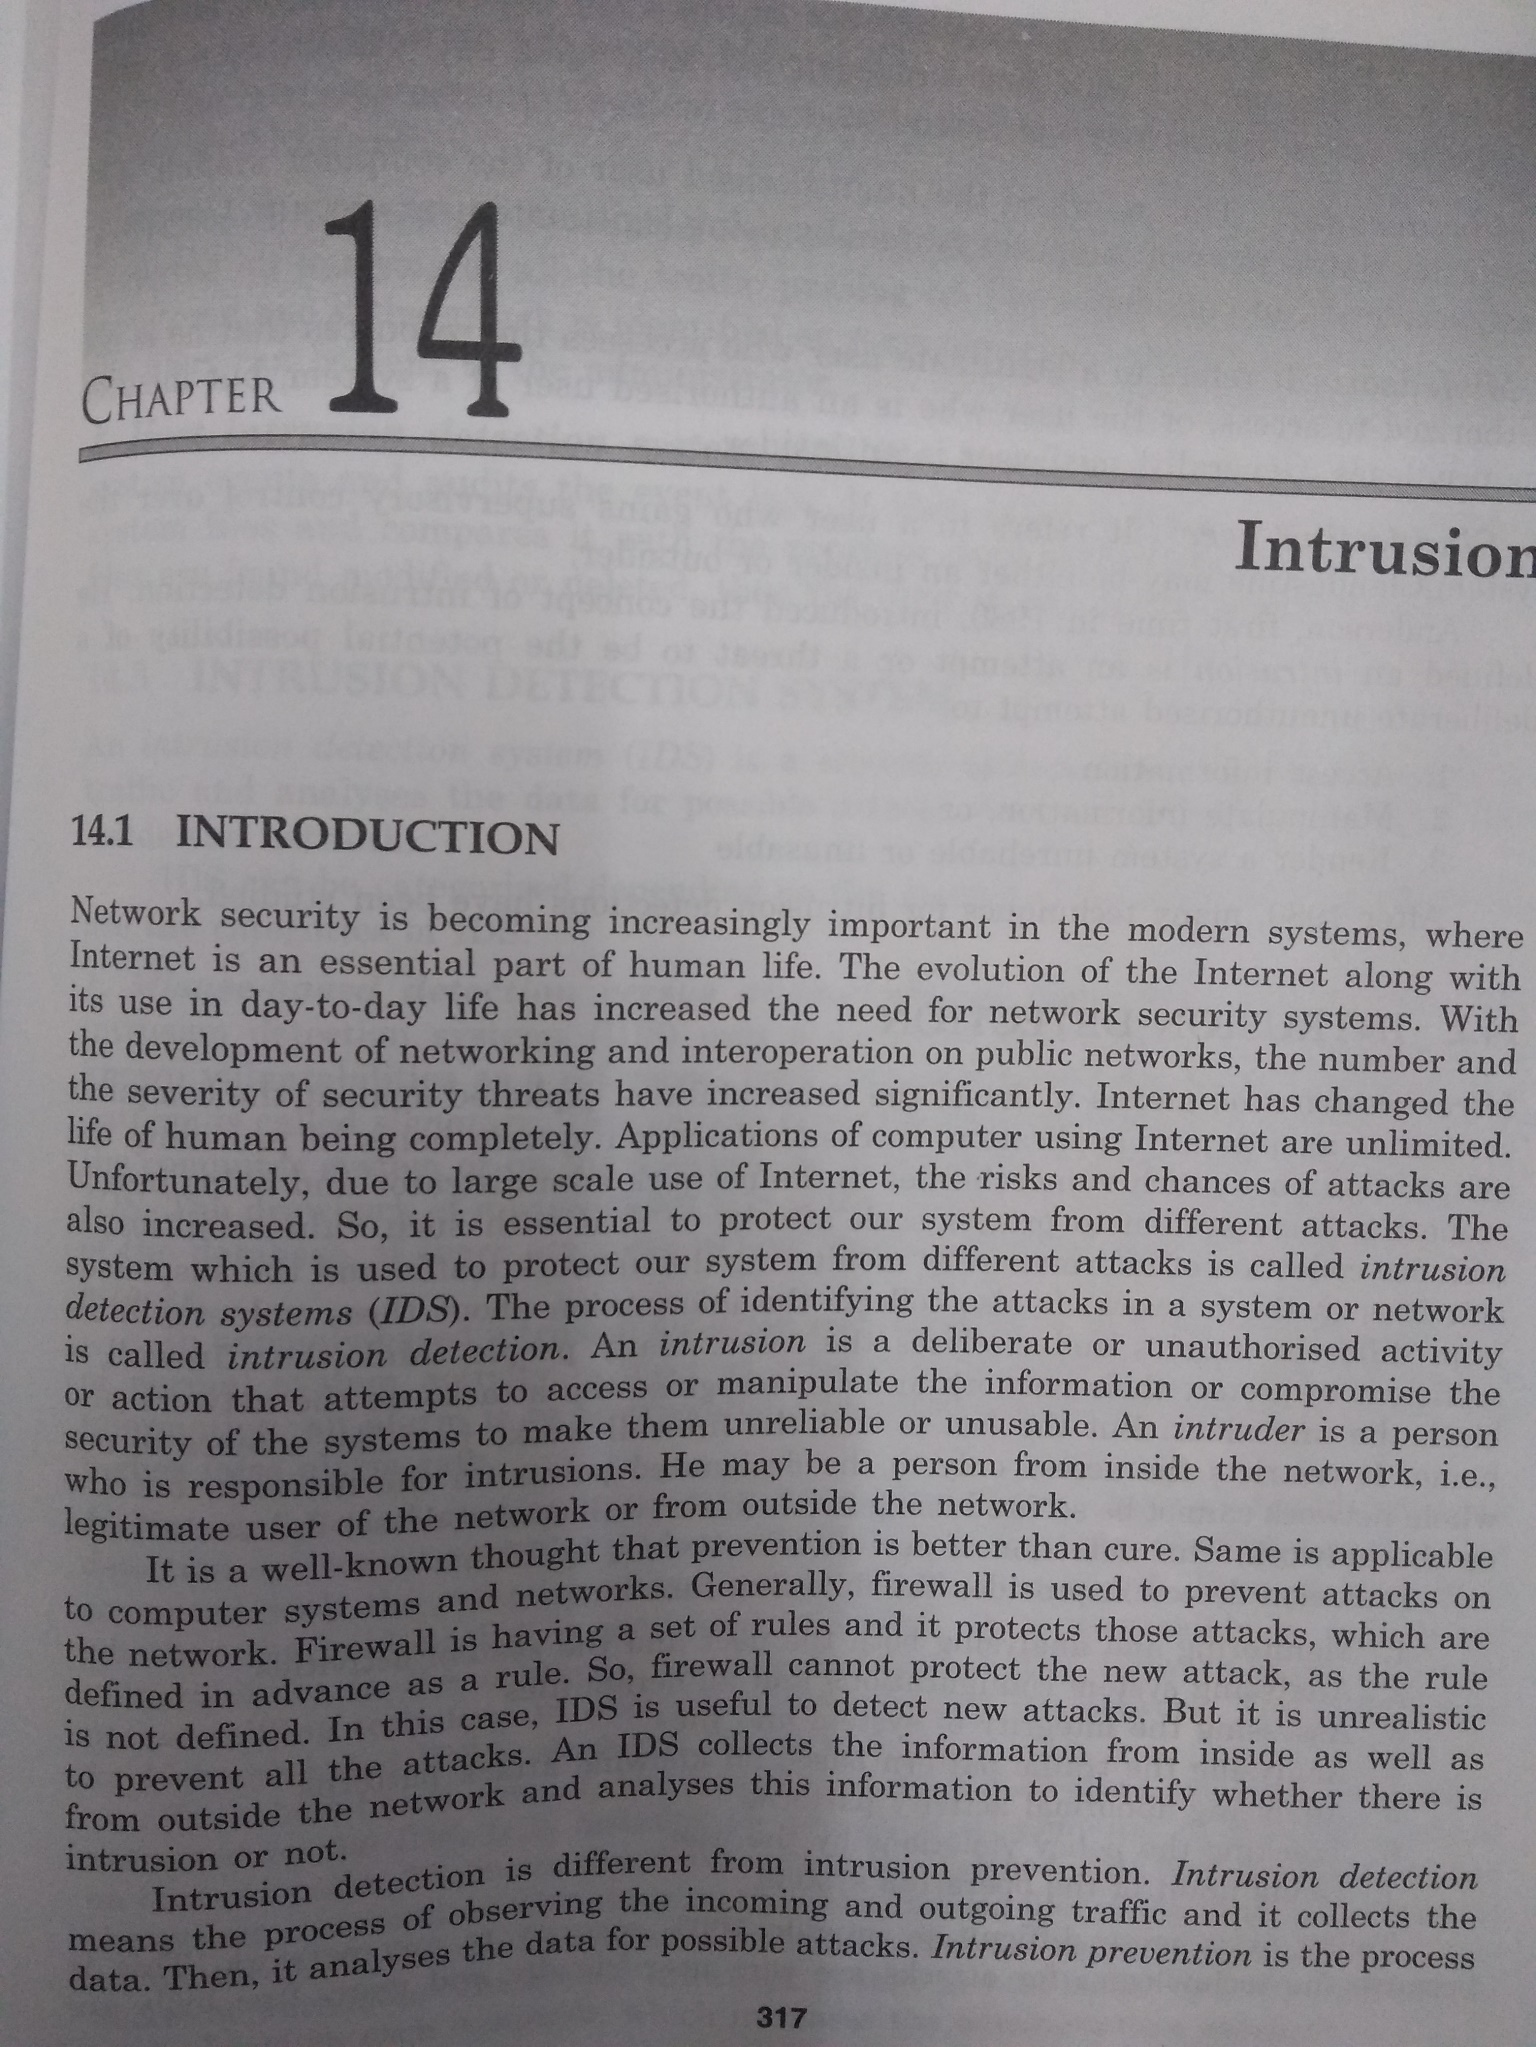 CHAPTER 14
Intrusion
14.1 INTRODUCTION
Network security is becoming increasingly important in the modern systems, where
Internet is an essential part of human life. The evolution of the Internet along with
its use in day-to-day life has increased the need for network security systems. With
the development of networking and interoperation on public networks, the number and
the severity of security threats have increased significantly. Internet has changed the
life of human being completely. Applications of computer using Internet are unlimited.
Unfortunately, due to large scale use of Internet, the risks and chances of attacks are
also increased. So, it is essential to protect our system from different attacks. The
system which is used to protect our system from different attacks is called intrusion
detection systems (IDS). The process of identifying the attacks in a system or network
is called intrusion detection. An intrusion is a deliberate or unauthorised activity
or action that attempts to access or manipulate the information or compromise the
security of the systems to make them unreliable or unusable. An intruder is a person
who is responsible for intrusions. He may be a person from inside the network, i.e.,
legitimate user of the network or from outside the network.
It is a well-known thought that prevention is better than cure. Same is applicable
to computer systems and networks. Generally, firewall is used to prevent attacks on
the network. Firewall is having a set of rules and it protects those attacks, which are
defined in advance as a rule. So, firewall cannot protect the new attack, as the rule
is not defined. In this case, IDS is useful to detect new attacks. But it is unrealistic
to prevent all the attacks. An IDS collects the information from inside as well as
from outside the network and analyses this information to identify whether there is
intrusion or not.
Intrusion detection is different from intrusion prevention. Intrusion detection
means the process of observing the incoming and outgoing traffic and it collects the
data. Then, it analyses the data for possible attacks. Intrusion prevention is the process
317